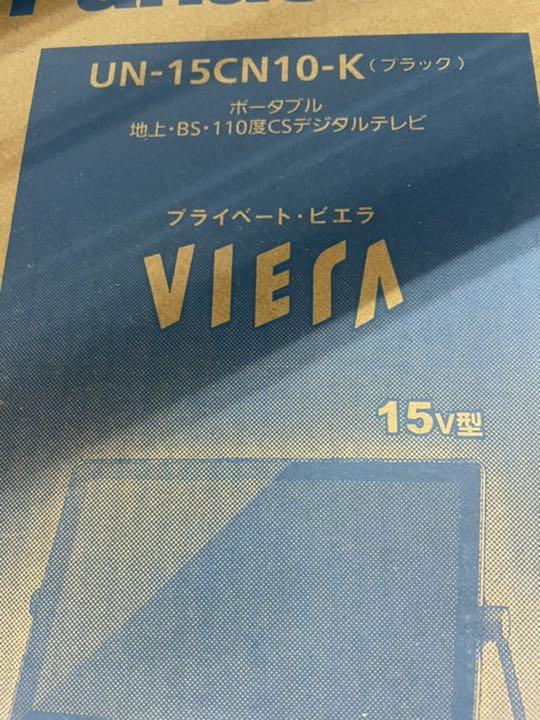 UN-15CN10-K(ブラック)
ポータブル
地上・BS・110度CSデジタルテレビ
プライベート・ビエラ
VIErA
15V型